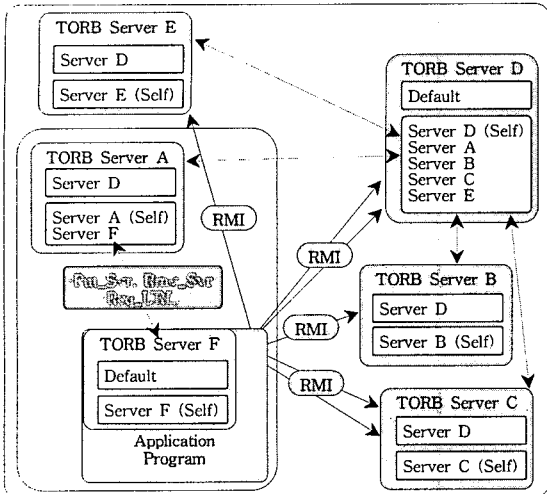 TORB Server E
Server D
Server E (Self)
TORB Server D
Default
Server D (Self)
Server A
Server B
Server C
Server E
TORB Server A
Server D
Server A (Self)
Server F
RMI
RMI
TORB Server B
Server D
Server B (Self)
RMI
TORB Server F
Default
Server F (Self)
Application
Program
RMI
TORB Server C
Server D
Server C (Self)